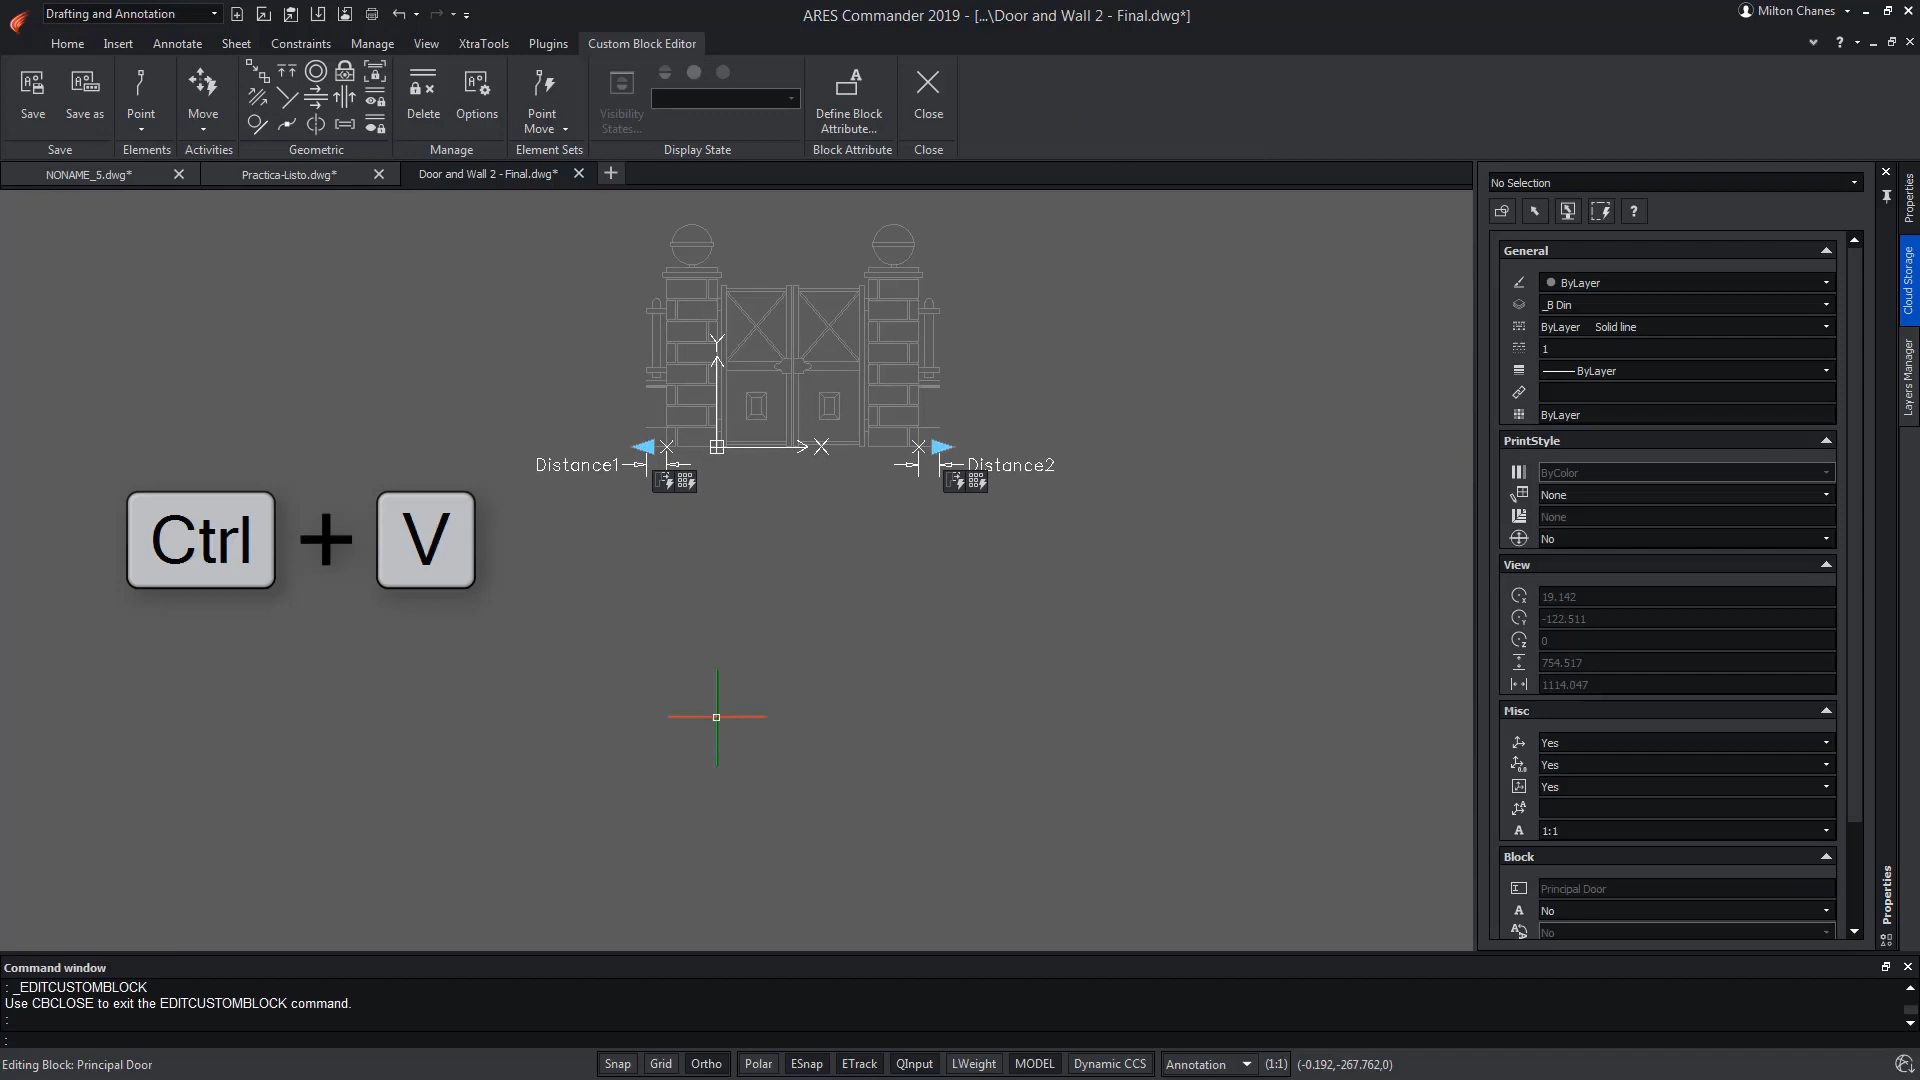 Drafting and Annotation
ARES Commander 2019 - [...\Door and Wall 2 - Final.dwg*]
Milton Chanes
Home
Insert
Annotate
Sheet
Constraints
Manage
View
XtraTools
Plugins
Custom Block Editor
?
Save
Save as
Point
Move
Delete
Options
Point
Move
Visibility
States...
Define Block
Attribute...
Close
Save
Elements
Activities
Geometric
Manage
Element Sets
Display State
Block Attribute
Close
NONAME_5.dwg*
Practica-Listo.dwg*
Door and Wall 2 - Final.dwg*
Y
X
Distance1
Distance2
Ctrl + V
No Selection
?
General
ByLayer
_B Din
ByLayer Solid line
1
ByLayer
ByLayer
PrintStyle
ByColor
None
None
No
View
19.142
-122.511
0
754.517
1114.047
Misc
Yes
Yes
Yes
1:1
Block
Principal Door
No
No
Properties
Cloud Storage
Layers Manager
Properties
Command window
: _EDITCUSTOMBLOCK
Use CBCLOSE to exit the EDITCUSTOMBLOCK command.
:
:
Editing Block: Principal Door
Snap
Grid
Ortho
Polar
ESnap
ETrack
QInput
LWeight
MODEL
Dynamic CCS
Annotation
(1:1)
(-0.192,-267.762,0)